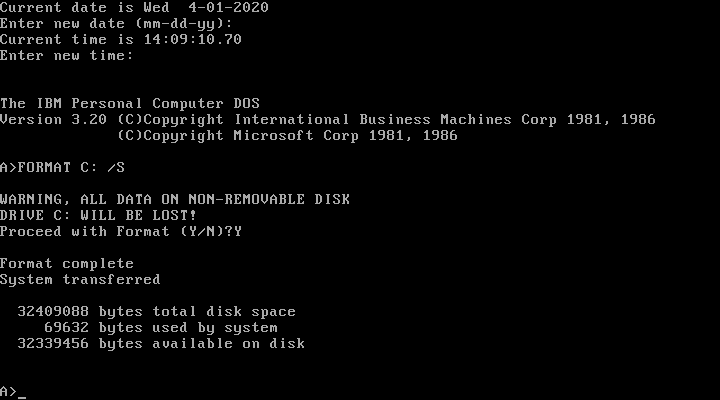 Current date is Wed  4-01-2020
Enter new date (mm-dd-yy):
Current time is 14:09:10.70
Enter new time:
The IBM Personal Computer DOS
Version 3.20 (C)Copyright International Business Machines Corp 1981, 1986
             (C)Copyright Microsoft Corp 1981, 1986
A>FORMAT C: /S
WARNING, ALL DATA ON NON-REMOVABLE DISK
DRIVE C: WILL BE LOST!
Proceed with Format (Y/N)?Y
Format complete
System transferred
  32409088 bytes total disk space
     69632 bytes used by system
  32339456 bytes available on disk
A>_